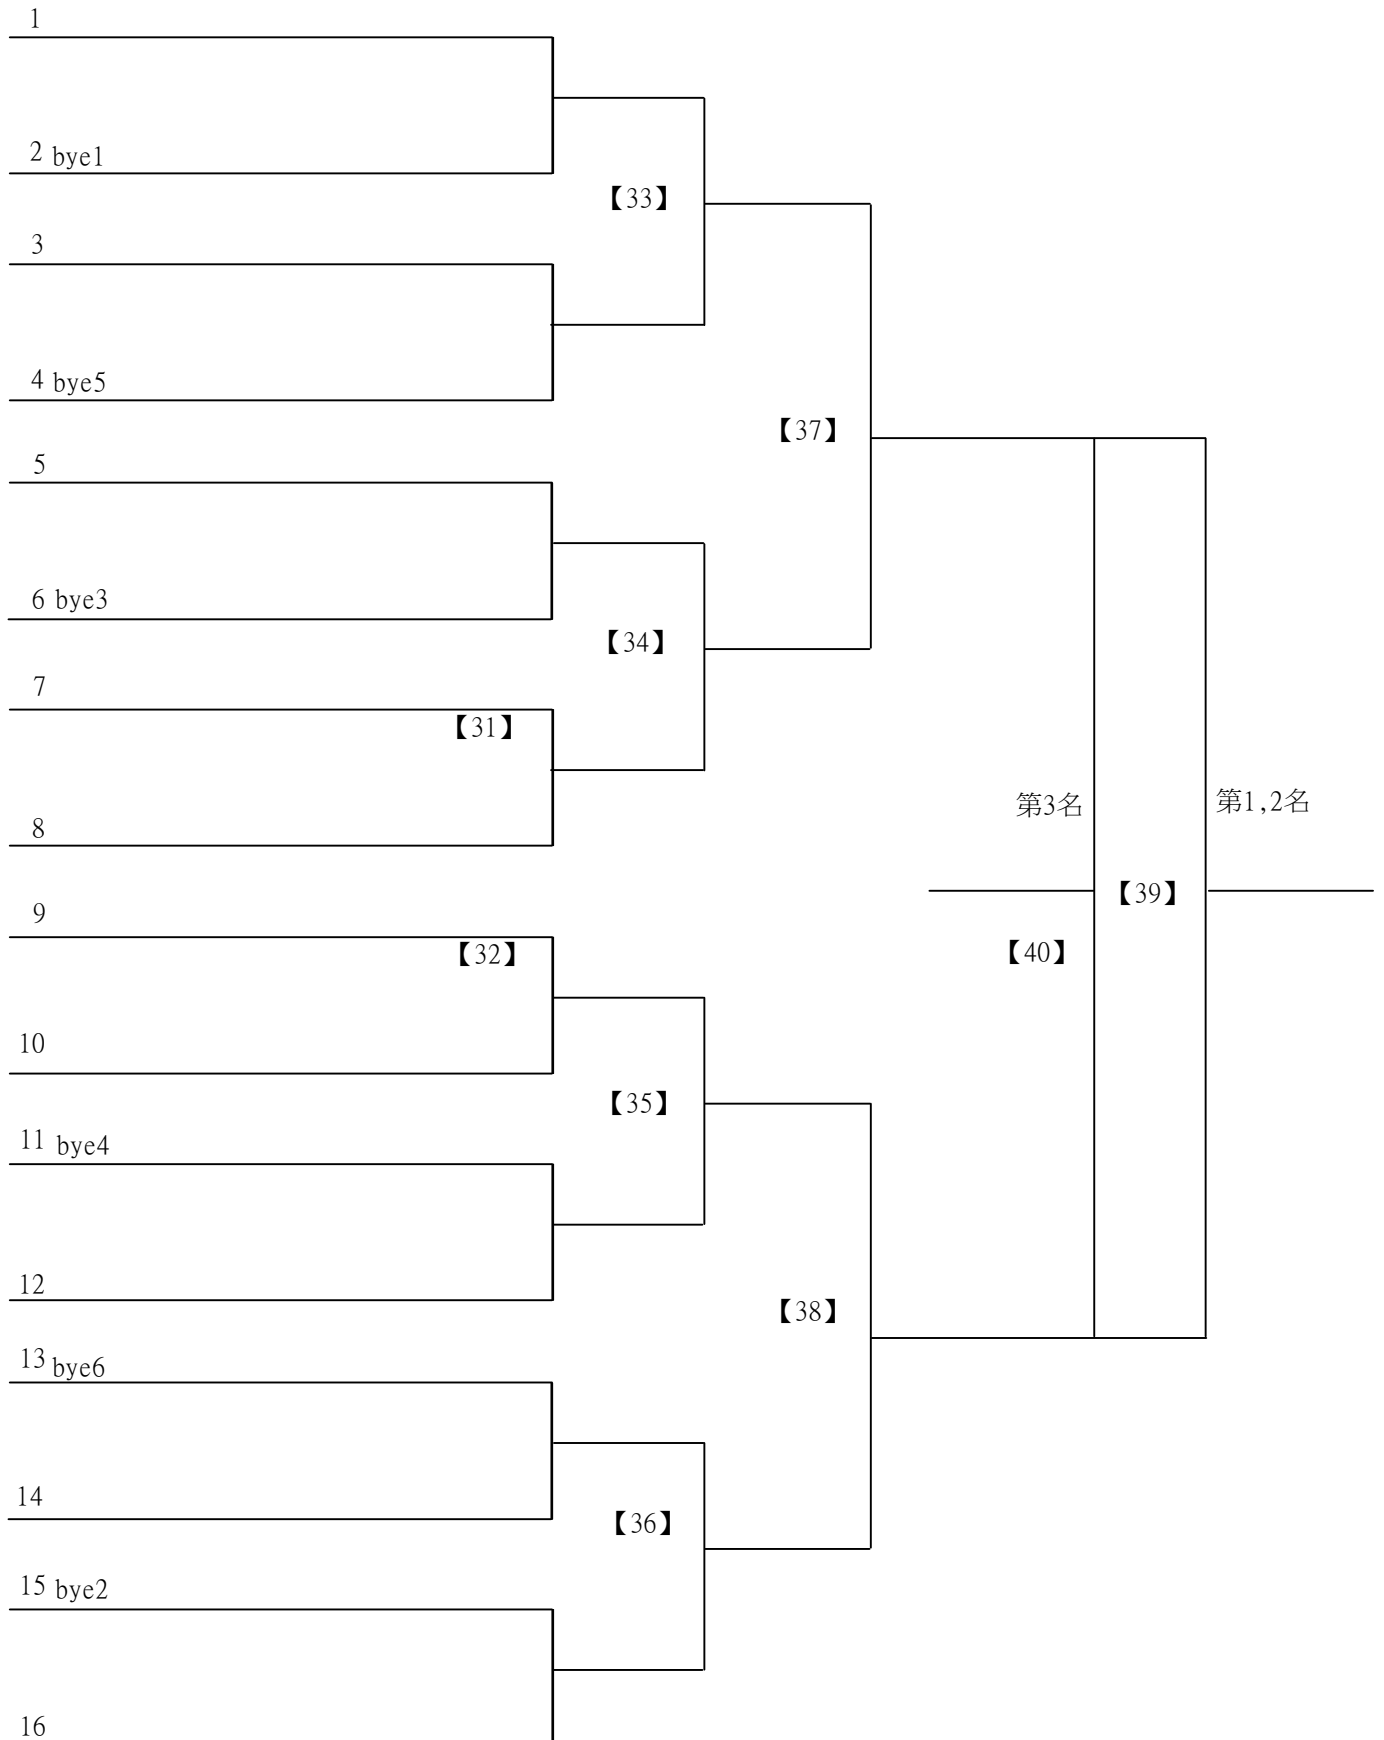 1
2 bye1
【33】
3
4 bye5
【37】
5
6 bye3
【34】
7
【31】
8
第3名
第1,2名
9
【39】
【32】
【40】
10
【35】
11 bye4
12
【38】
13 bye6
14
【36】
15 bye2
16